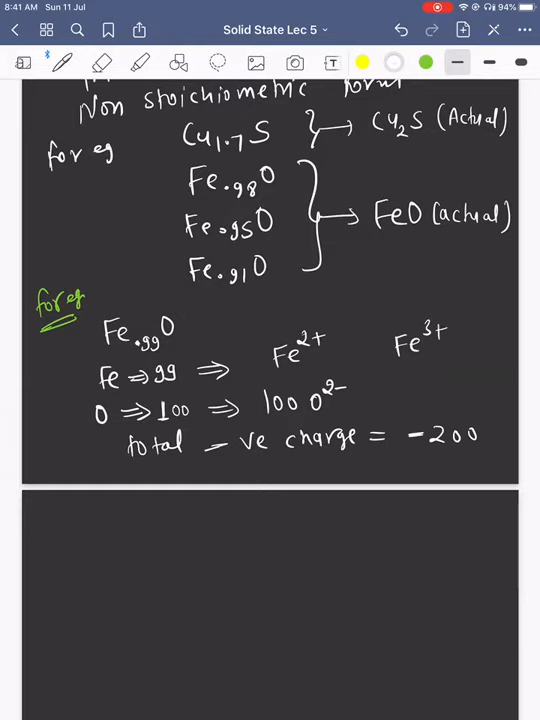 8:41 AM Sun 11 Jul 94%
Solid State Lec 5
Non stoichiometric form
for eg Cu1.7S → Cu2S (Actual)
Fe.98O
Fe.95O → FeO (actual)
Fe.91O
for eg
Fe.99O
Fe ⇒ 99 ⇒ Fe2+ Fe3+
O ⇒ 100 ⇒ 100 O2-
total - ve charge = -200